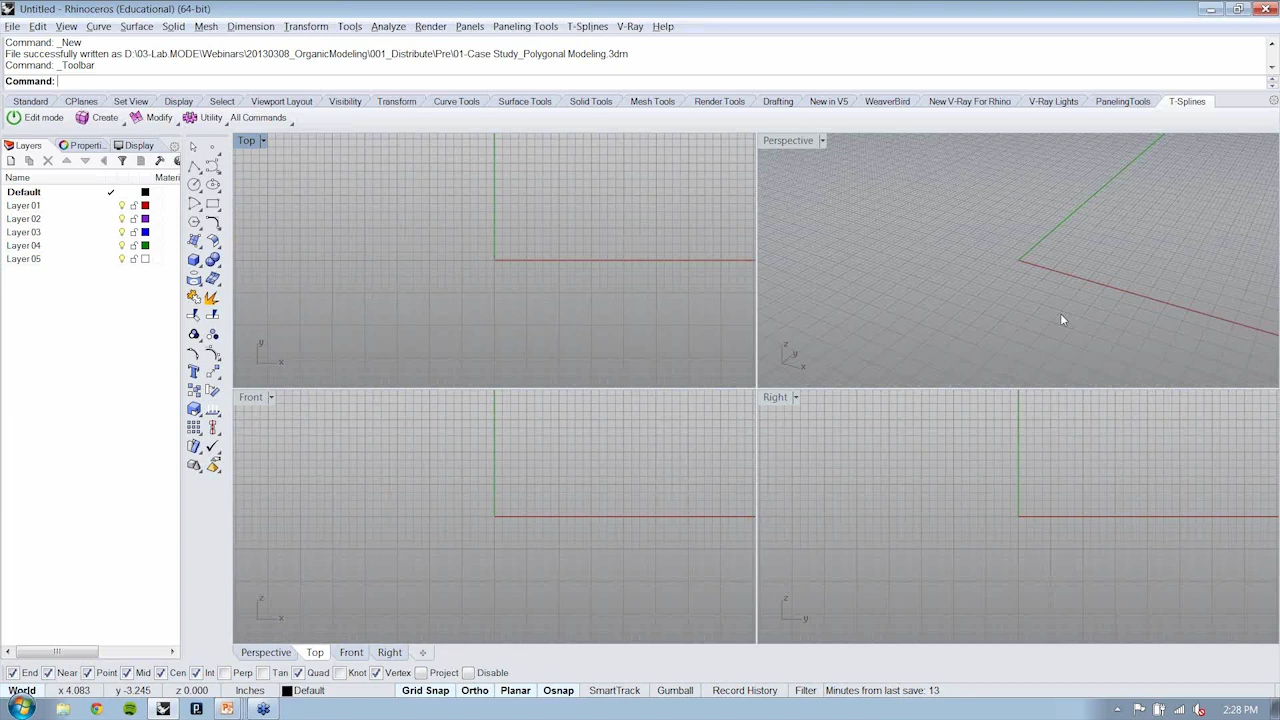 Untitled - Rhinoceros (Educational) (64-bit)
File Edit View Curve Surface Solid Mesh Dimension Transform Tools Analyze Render Panels Paneling Tools T-Splines V-Ray Help
Command: _New
File successfully written as D:\03-Lab.MODE\Webinars\20130308_OrganicModeling\001_Distribute\Pre\01-Case Study_Polygonal Modeling.3dm
Command: _Toolbar
Command:
Standard CPlanes Set View Display Select Viewport Layout Visibility Transform Curve Tools Surface Tools Solid Tools Mesh Tools Render Tools Drafting New in V5 WeaverBird New V-Ray For Rhino V-Ray Lights PanelingTools T-Splines
Edit mode Create Modify Utility All Commands
Layers Properti... Display
Name Materi
Default
Layer 01
Layer 02
Layer 03
Layer 04
Layer 05
Top
y
x
Perspective
z
y
x
Front
z
x
Right
z
y
Perspective Top Front Right
End Near Point Mid Cen Int Perp Tan Quad Knot Vertex Project Disable
World x 4.083 y -3.245 z 0.000 Inches Default Grid Snap Ortho Planar Osnap SmartTrack Gumball Record History Filter Minutes from last save: 13
2:28 PM